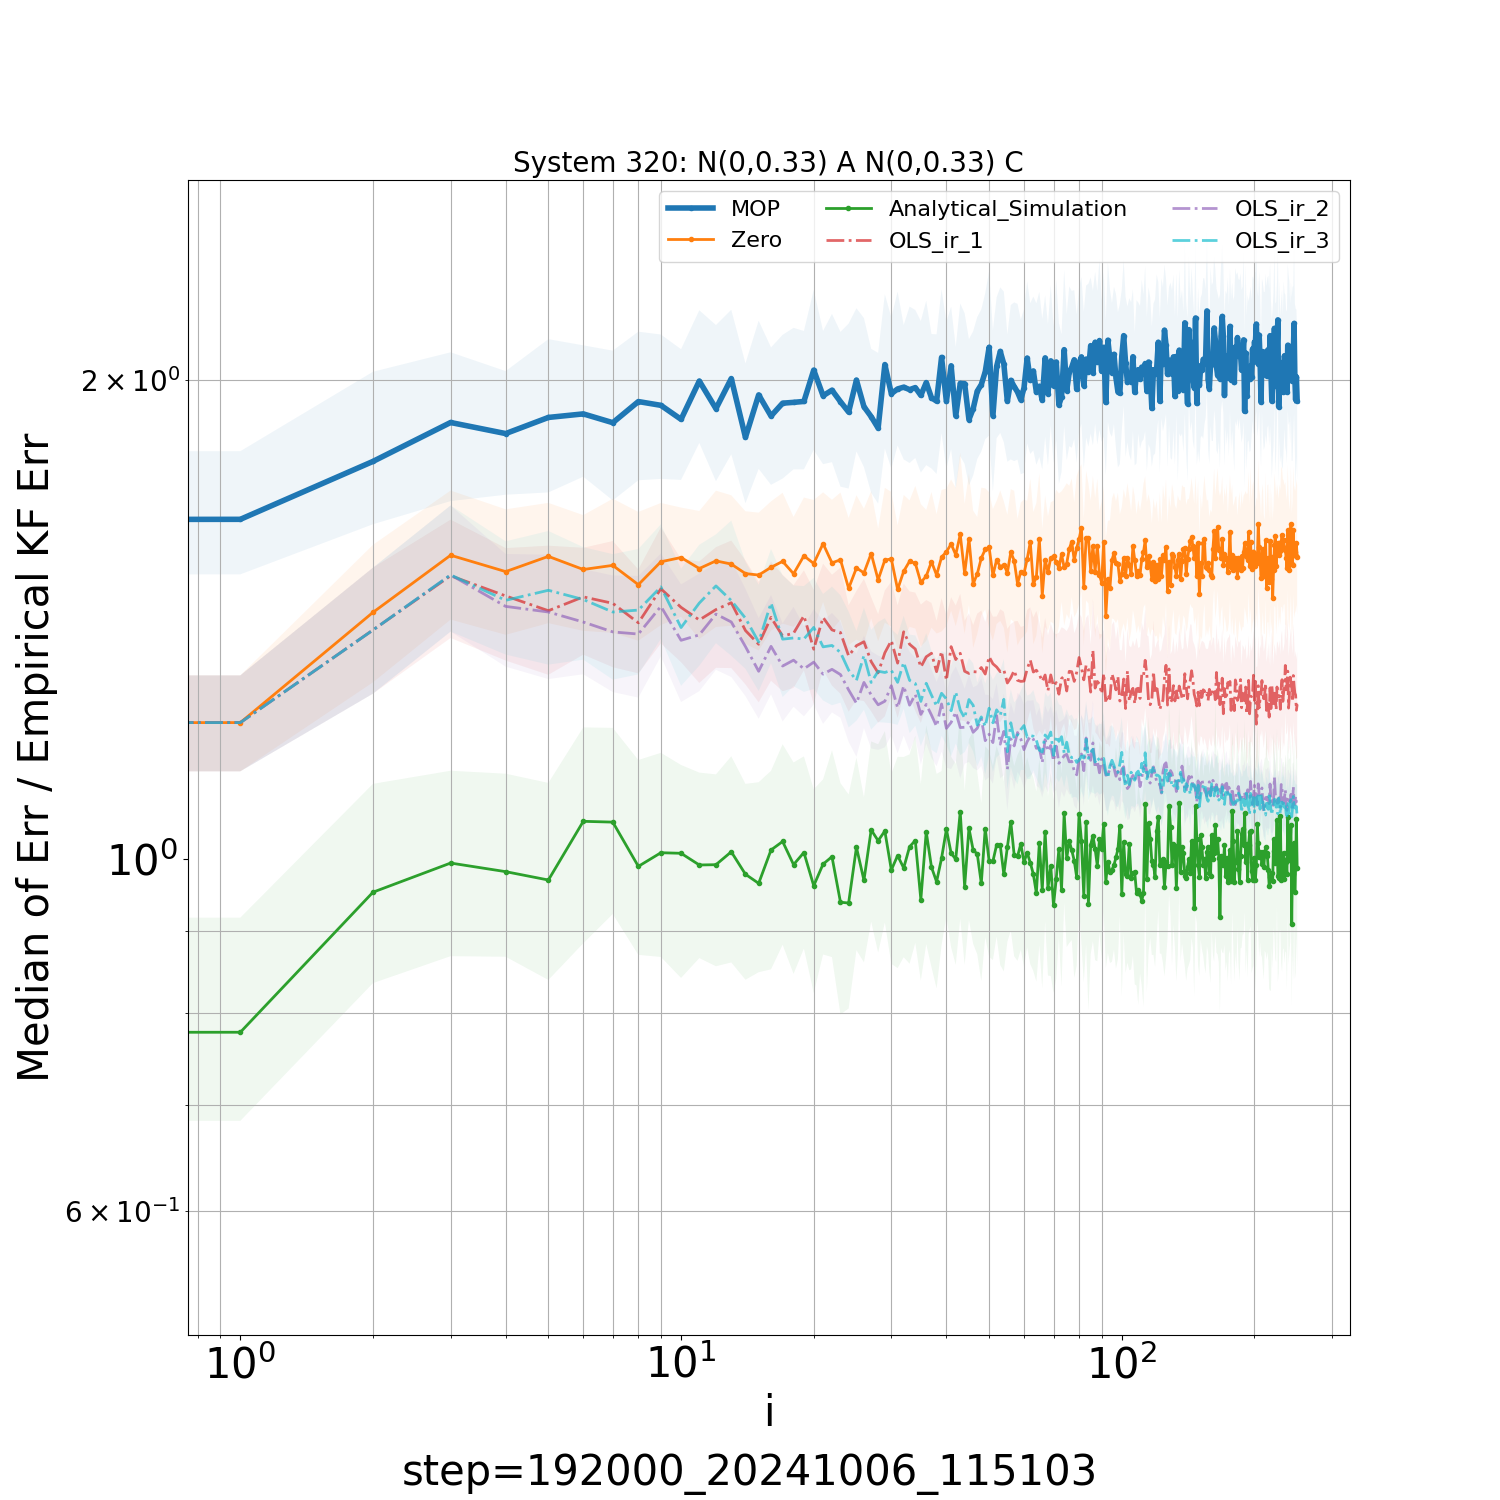 System 320: N(0,0.33) A N(0,0.33) C
MOP
Zero
Analytical_Simulation
OLS_ir_1
OLS_ir_2
OLS_ir_3
Median of Err / Empirical KF Err
2 × 10⁰
10⁰
6 × 10⁻¹
10⁰
10¹
10²
i
step=192000_20241006_115103